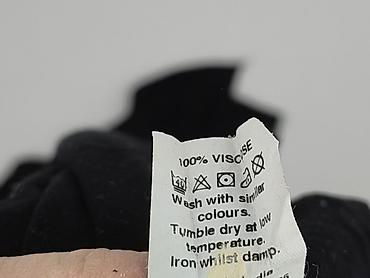 100% VISCOSE
Wash with similar
colours.
Tumble dry at low
temperature.
Iron whilst damp.